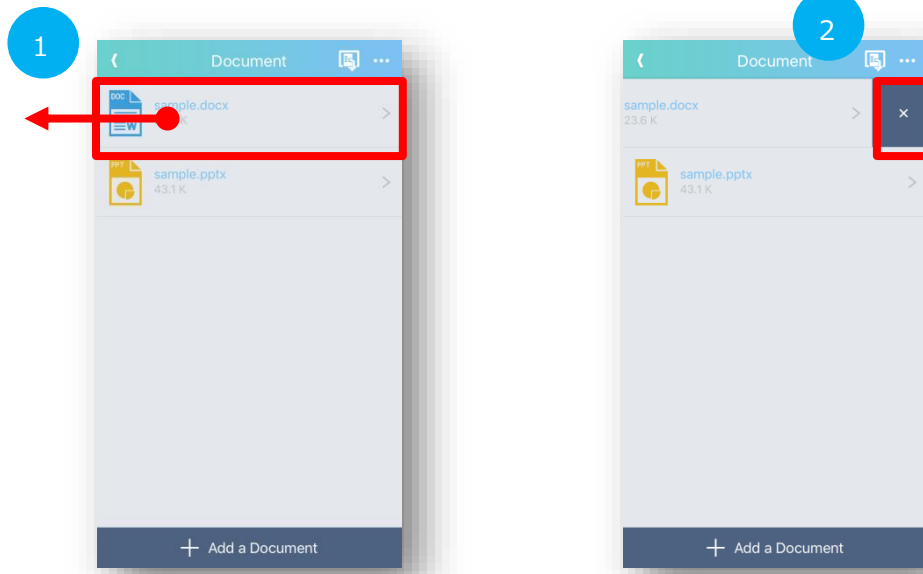 1
Document
DOC
sample.docx
K
W
PPT
sample.pptx
43.1 K
Add a Document
2
Document
sample.docx
23.6 K
PPT
sample.pptx
43.1 K
Add a Document